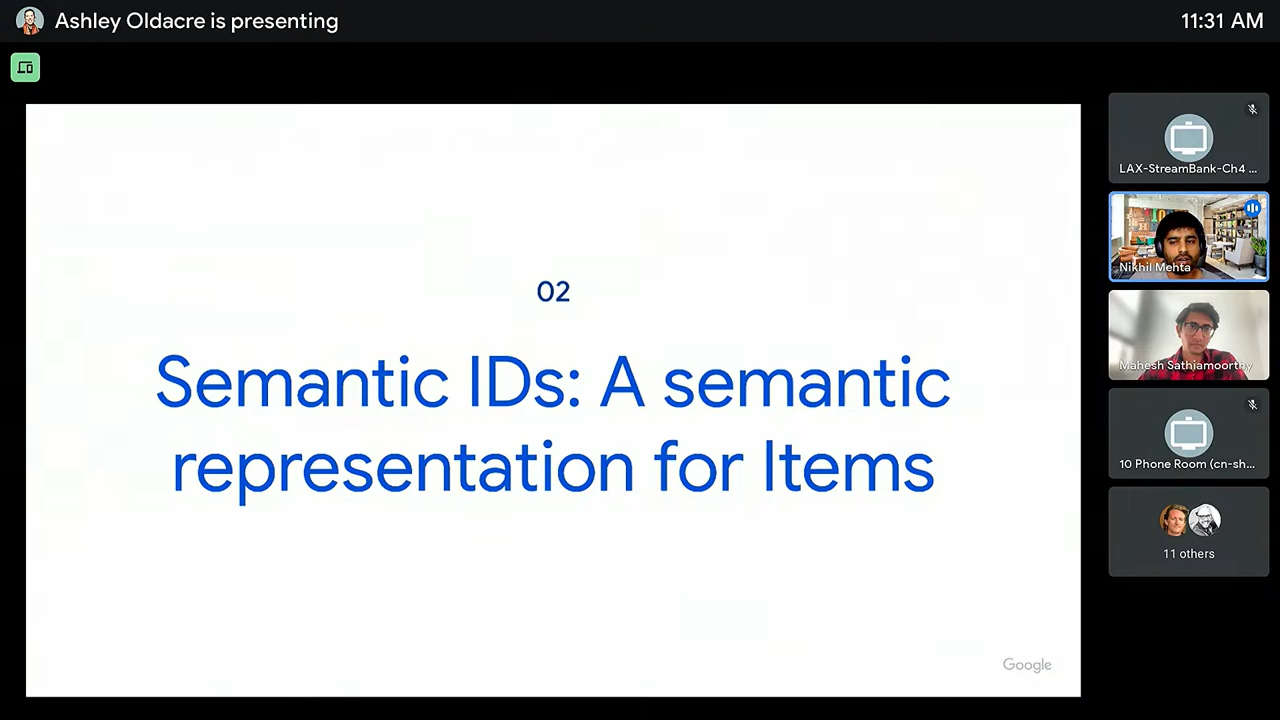 Ashley Oldacre is presenting
11:31 AM
LAX-StreamBank-Ch4 ...
Nikhil Mehta
Mahesh Sathiamoorthy
10 Phone Room (cn-sh...
11 others
02
Semantic IDs: A semantic
representation for Items
Google